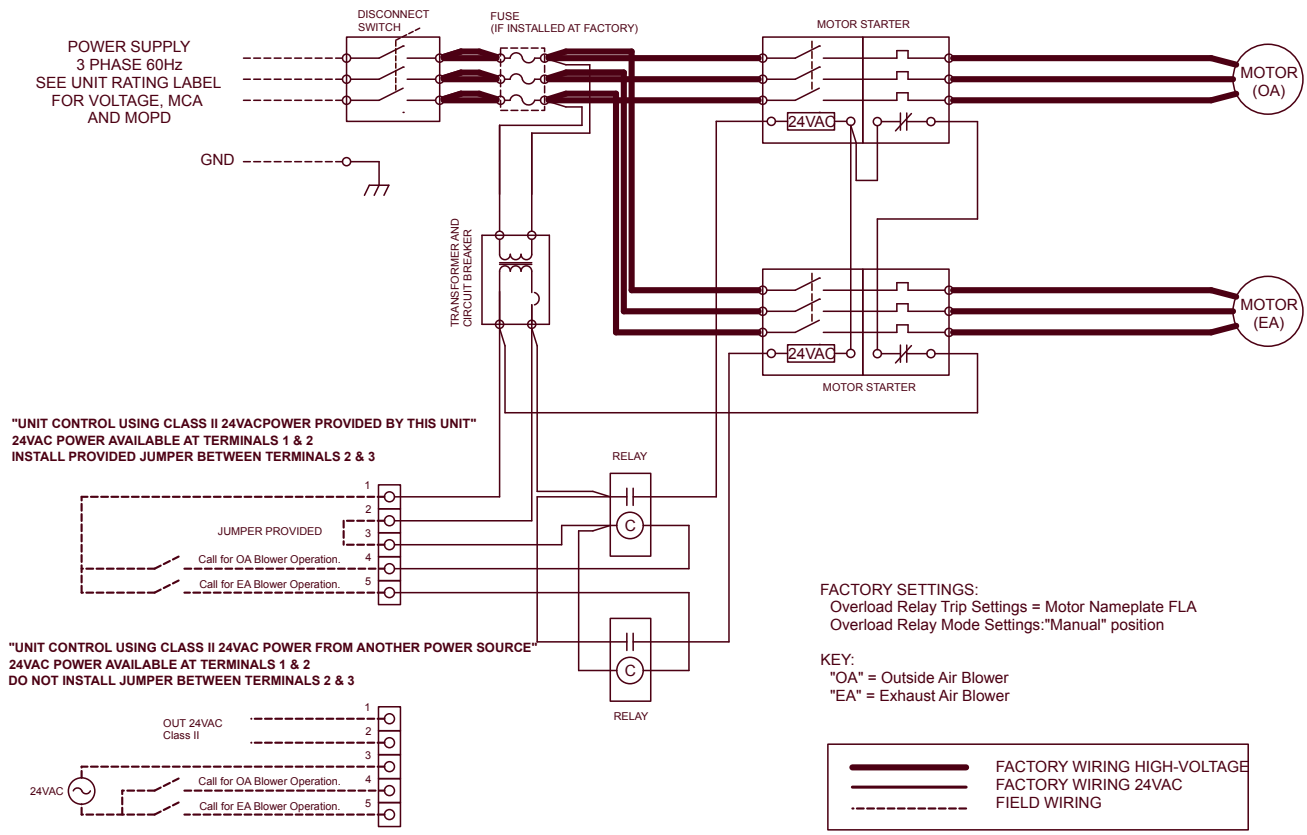 DISCONNECT
SWITCH
FUSE
(IF INSTALLED AT FACTORY)
MOTOR STARTER
POWER SUPPLY
3 PHASE 60Hz
SEE UNIT RATING LABEL
FOR VOLTAGE, MCA
AND MOPD
MOTOR
(OA)
24VAC
GND
TRANSFORMER AND
CIRCUIT BREAKER
MOTOR
(EA)
24VAC
MOTOR STARTER
"UNIT CONTROL USING CLASS II 24VACPOWER PROVIDED BY THIS UNIT"
24VAC POWER AVAILABLE AT TERMINALS 1 & 2
INSTALL PROVIDED JUMPER BETWEEN TERMINALS 2 & 3
RELAY
1
2
JUMPER PROVIDED
3
C
Call for OA Blower Operation.
4
Call for EA Blower Operation.
5
FACTORY SETTINGS:
Overload Relay Trip Settings = Motor Nameplate FLA
Overload Relay Mode Settings:"Manual" position
KEY:
"OA" = Outside Air Blower
"EA" = Exhaust Air Blower
"UNIT CONTROL USING CLASS II 24VAC POWER FROM ANOTHER POWER SOURCE"
24VAC POWER AVAILABLE AT TERMINALS 1 & 2
DO NOT INSTALL JUMPER BETWEEN TERMINALS 2 & 3
C
RELAY
1
OUT 24VAC
Class II
2
3
24VAC
Call for OA Blower Operation.
4
Call for EA Blower Operation.
5
FACTORY WIRING HIGH-VOLTAGE
FACTORY WIRING 24VAC
FIELD WIRING